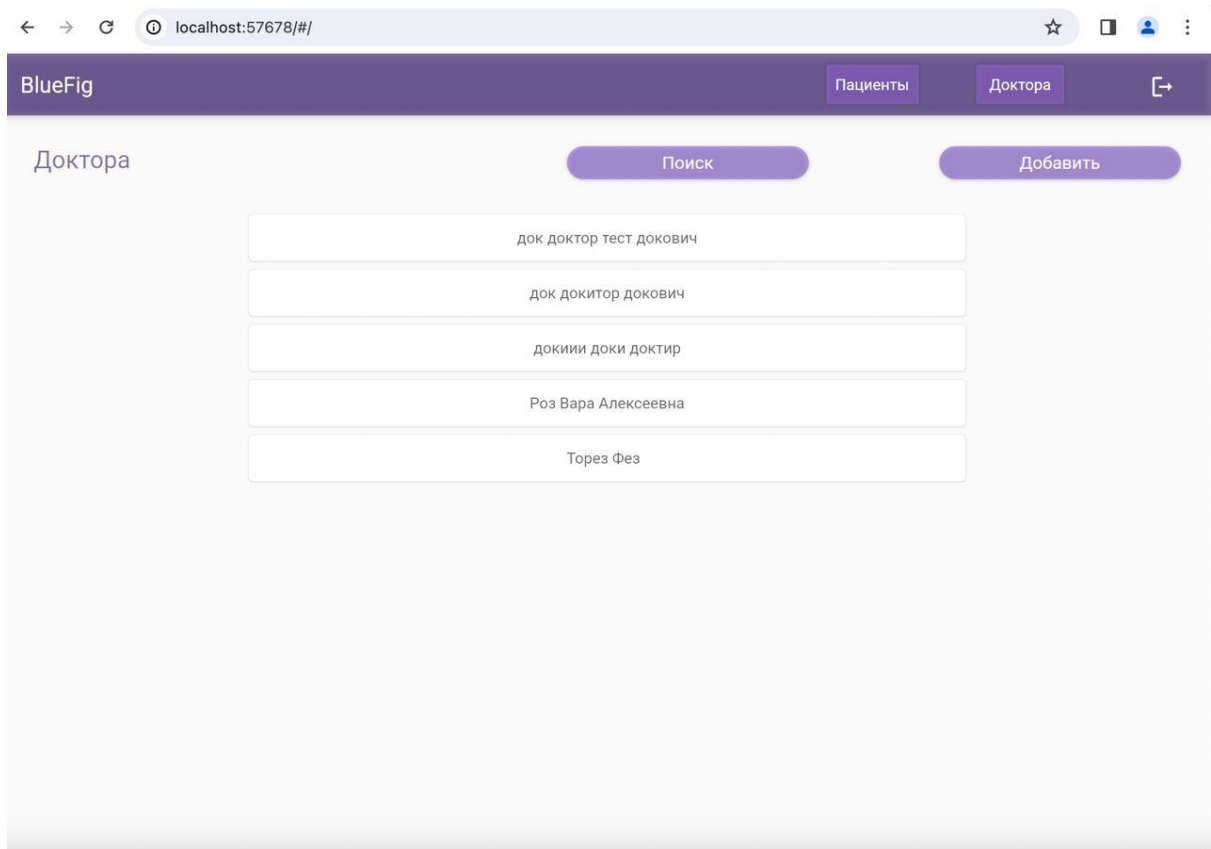 localhost:57678/#/
BlueFig
Пациенты
Доктора
Доктора
Поиск
Добавить
док доктор тест докович
док докитор докович
докиии доки доктир
Роз Вара Алексеевна
Торез Фез